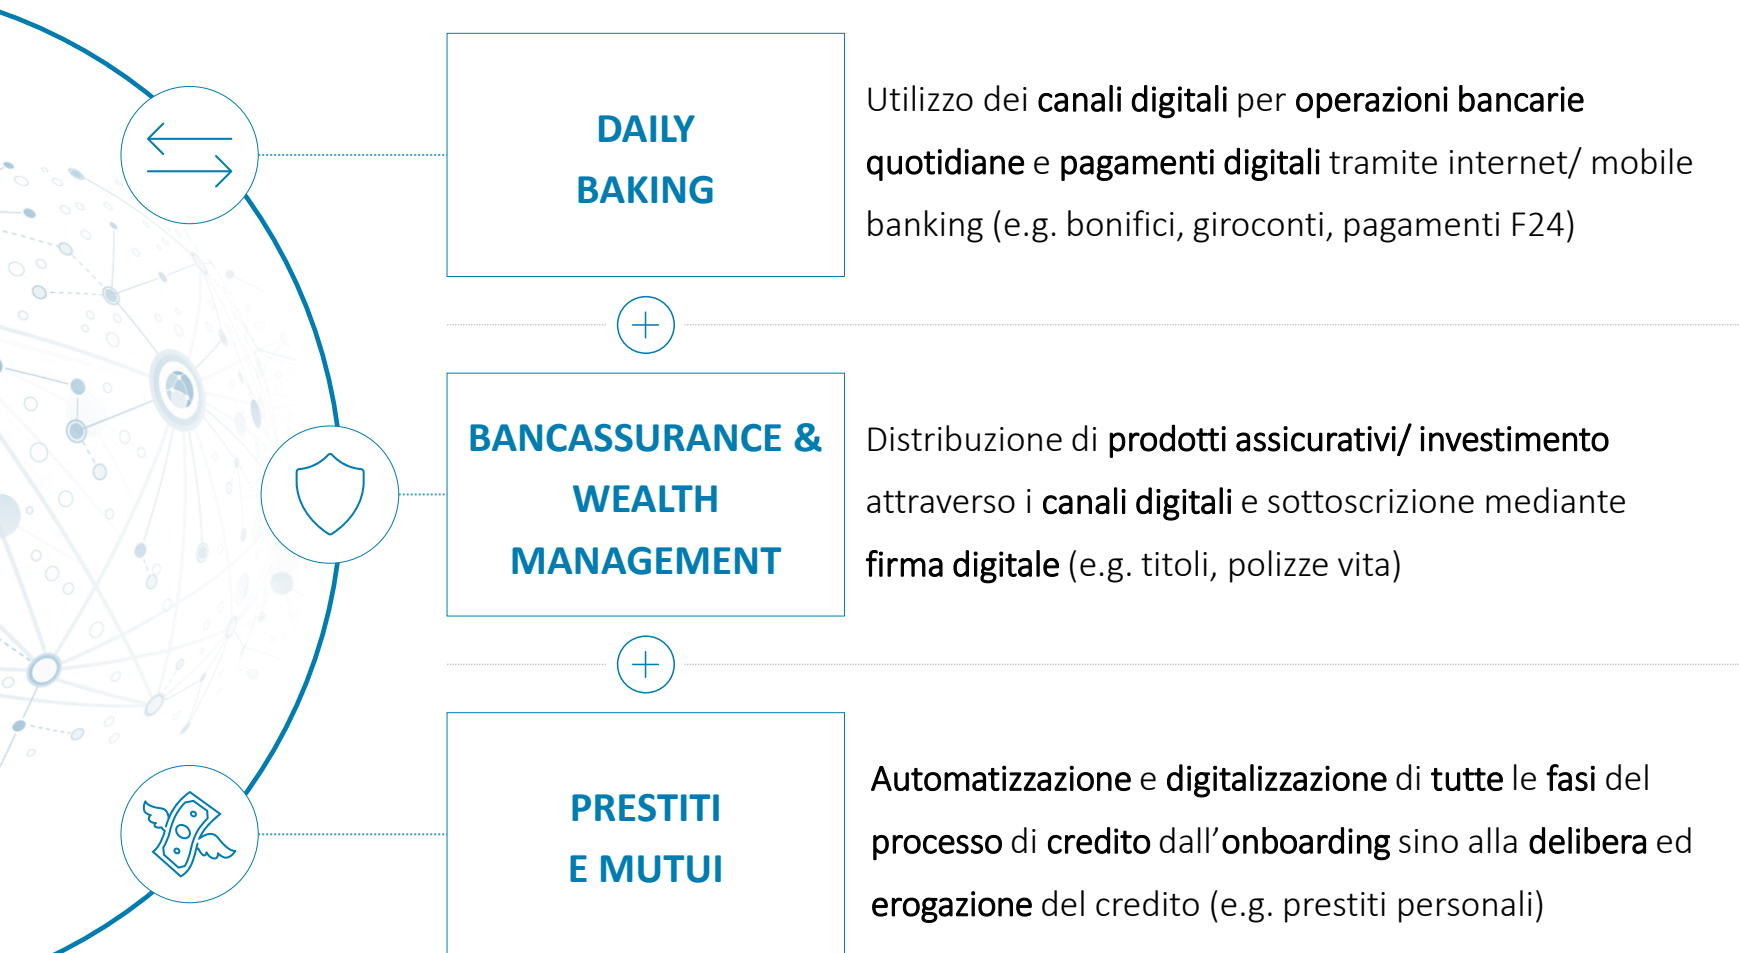 DAILY
BAKING
Utilizzo dei canali digitali per operazioni bancarie
quotidiane e pagamenti digitali tramite internet/ mobile
banking (e.g. bonifici, giroconti, pagamenti F24)
BANCASSURANCE &
WEALTH
MANAGEMENT
Distribuzione di prodotti assicurativi/ investimento
attraverso i canali digitali e sottoscrizione mediante
firma digitale (e.g. titoli, polizze vita)
PRESTITI
E MUTUI
Automatizzazione e digitalizzazione di tutte le fasi del
processo di credito dall’onboarding sino alla delibera ed
erogazione del credito (e.g. prestiti personali)